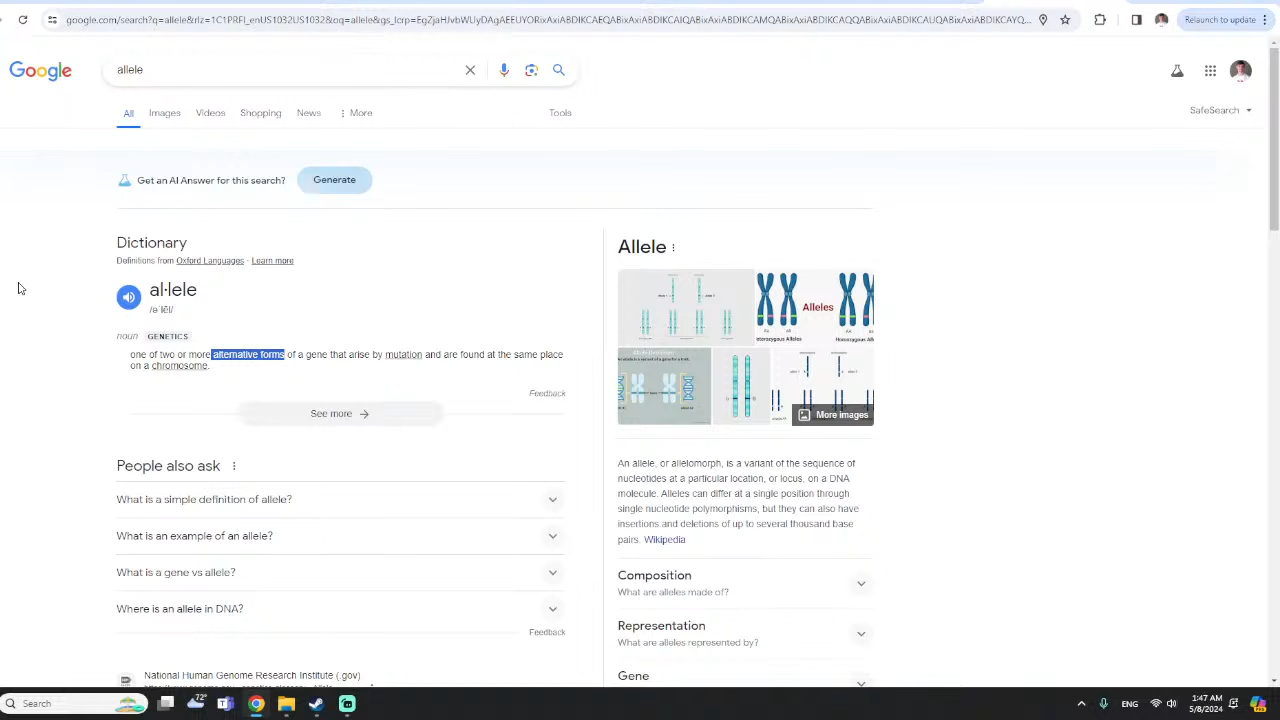 google.com/search?q=allele&rlz=1C1PRFI_enUS1032US1032&oq=allele&gs_lcrp=
Relaunch to update
Google
allele
All Images Videos Shopping News More Tools
SafeSearch
Get an AI Answer for this search? Generate
Dictionary
Definitions from Oxford Languages · Learn more
al·lele
/əˈlēl/
noun GENETICS
one of two or more alternative forms of a gene that arise by mutation and are found at the same place
on a chromosome.
Feedback
See more →
People also ask
What is a simple definition of allele?
What is an example of an allele?
What is a gene vs allele?
Where is an allele in DNA?
Feedback
National Human Genome Research Institute (.gov)
Allele
Alleles
More images
An allele, or allelomorph, is a variant of the sequence of
nucleotides at a particular location, or locus, on a DNA
molecule. Alleles can differ at a single position through
single nucleotide polymorphisms, but they can also have
insertions and deletions of up to several thousand base
pairs. Wikipedia
Composition
What are alleles made of?
Representation
What are alleles represented by?
Gene
Search
72°
ENG
1:47 AM
5/8/2024